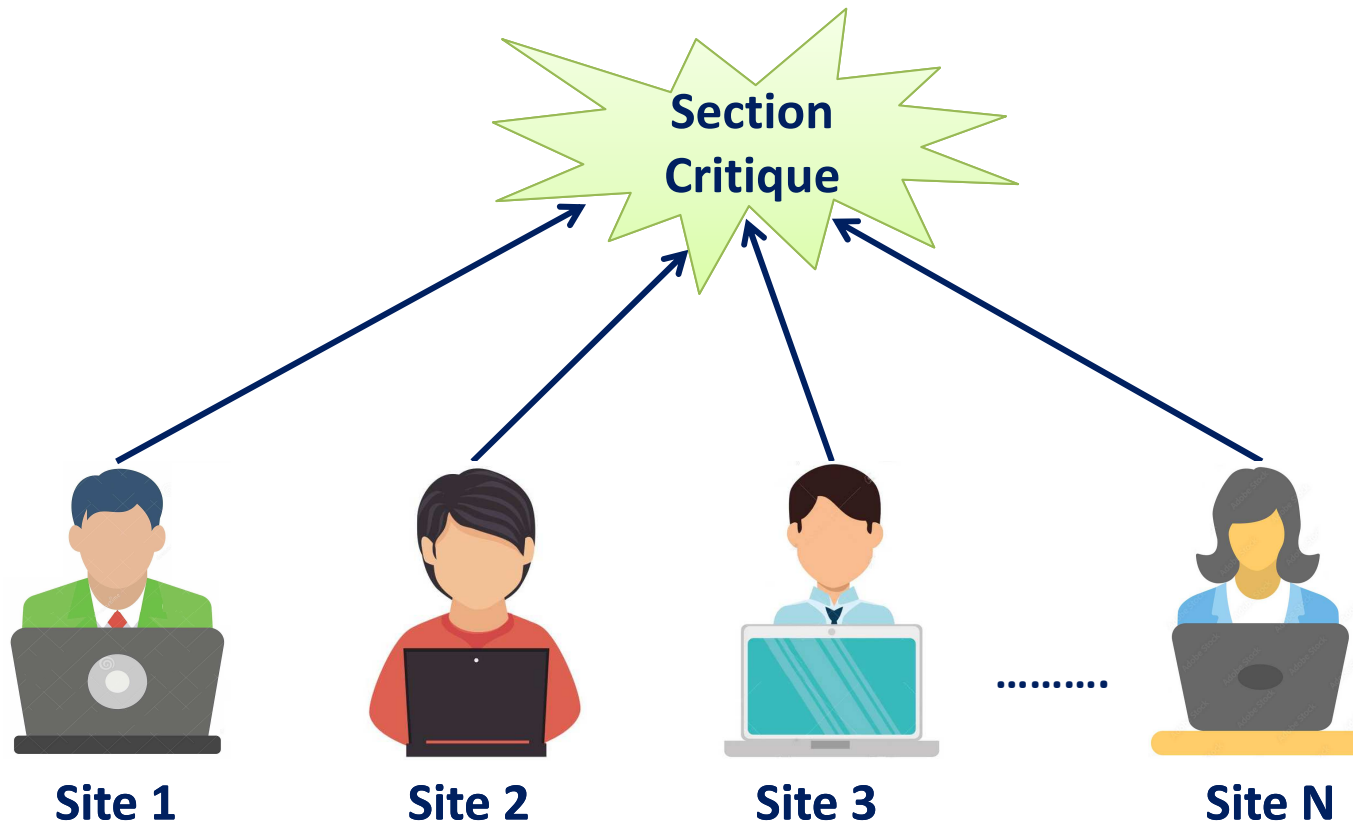 Section
Critique
..........
Site 1
Site 2
Site 3
Site N